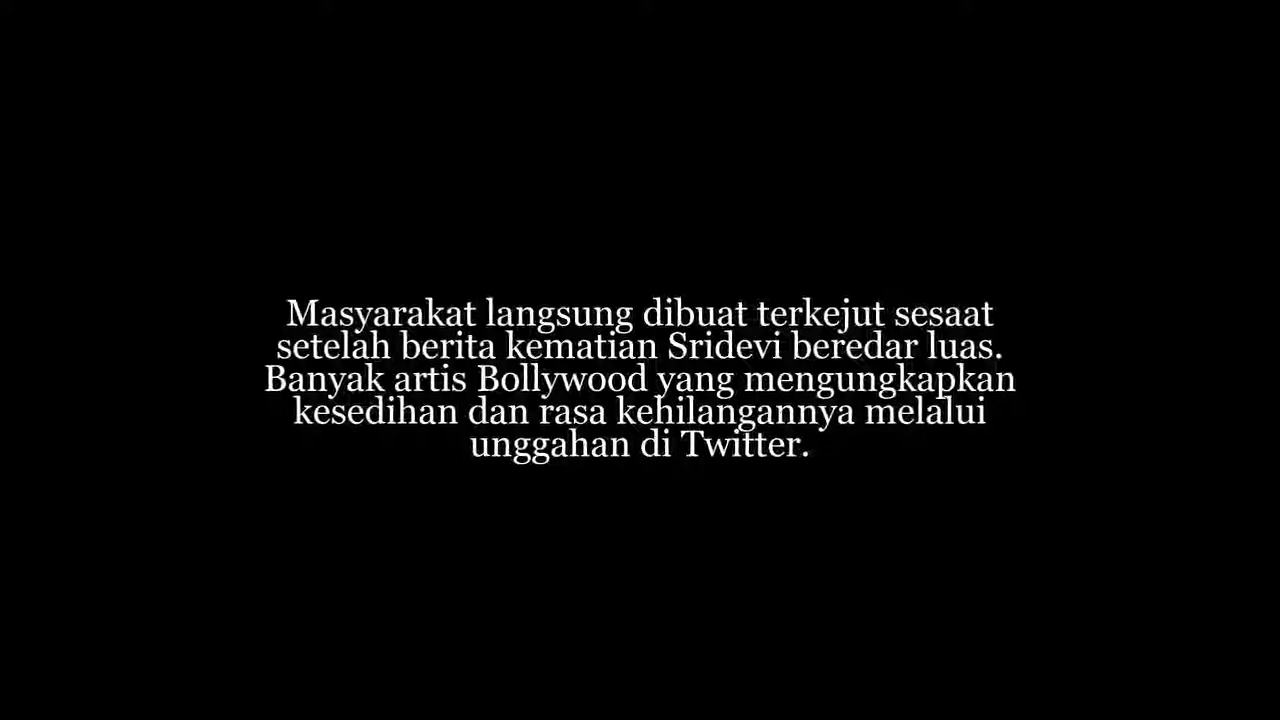 Masyarakat langsung dibuat terkejut sesaat
setelah berita kematian Sridevi beredar luas.
Banyak artis Bollywood yang mengungkapkan
kesedihan dan rasa kehilangannya melalui
unggahan di Twitter.